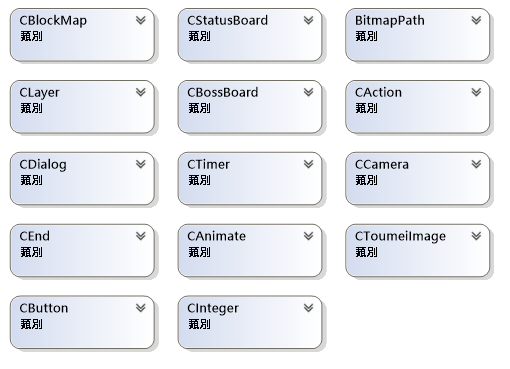 CBlockMap
類別
CStatusBoard
類別
BitmapPath
類別
CLayer
類別
CBossBoard
類別
CAction
類別
CDialog
類別
CTimer
類別
CCamera
類別
CEnd
類別
CAnimate
類別
CToumeiImage
類別
CButton
類別
CInteger
類別